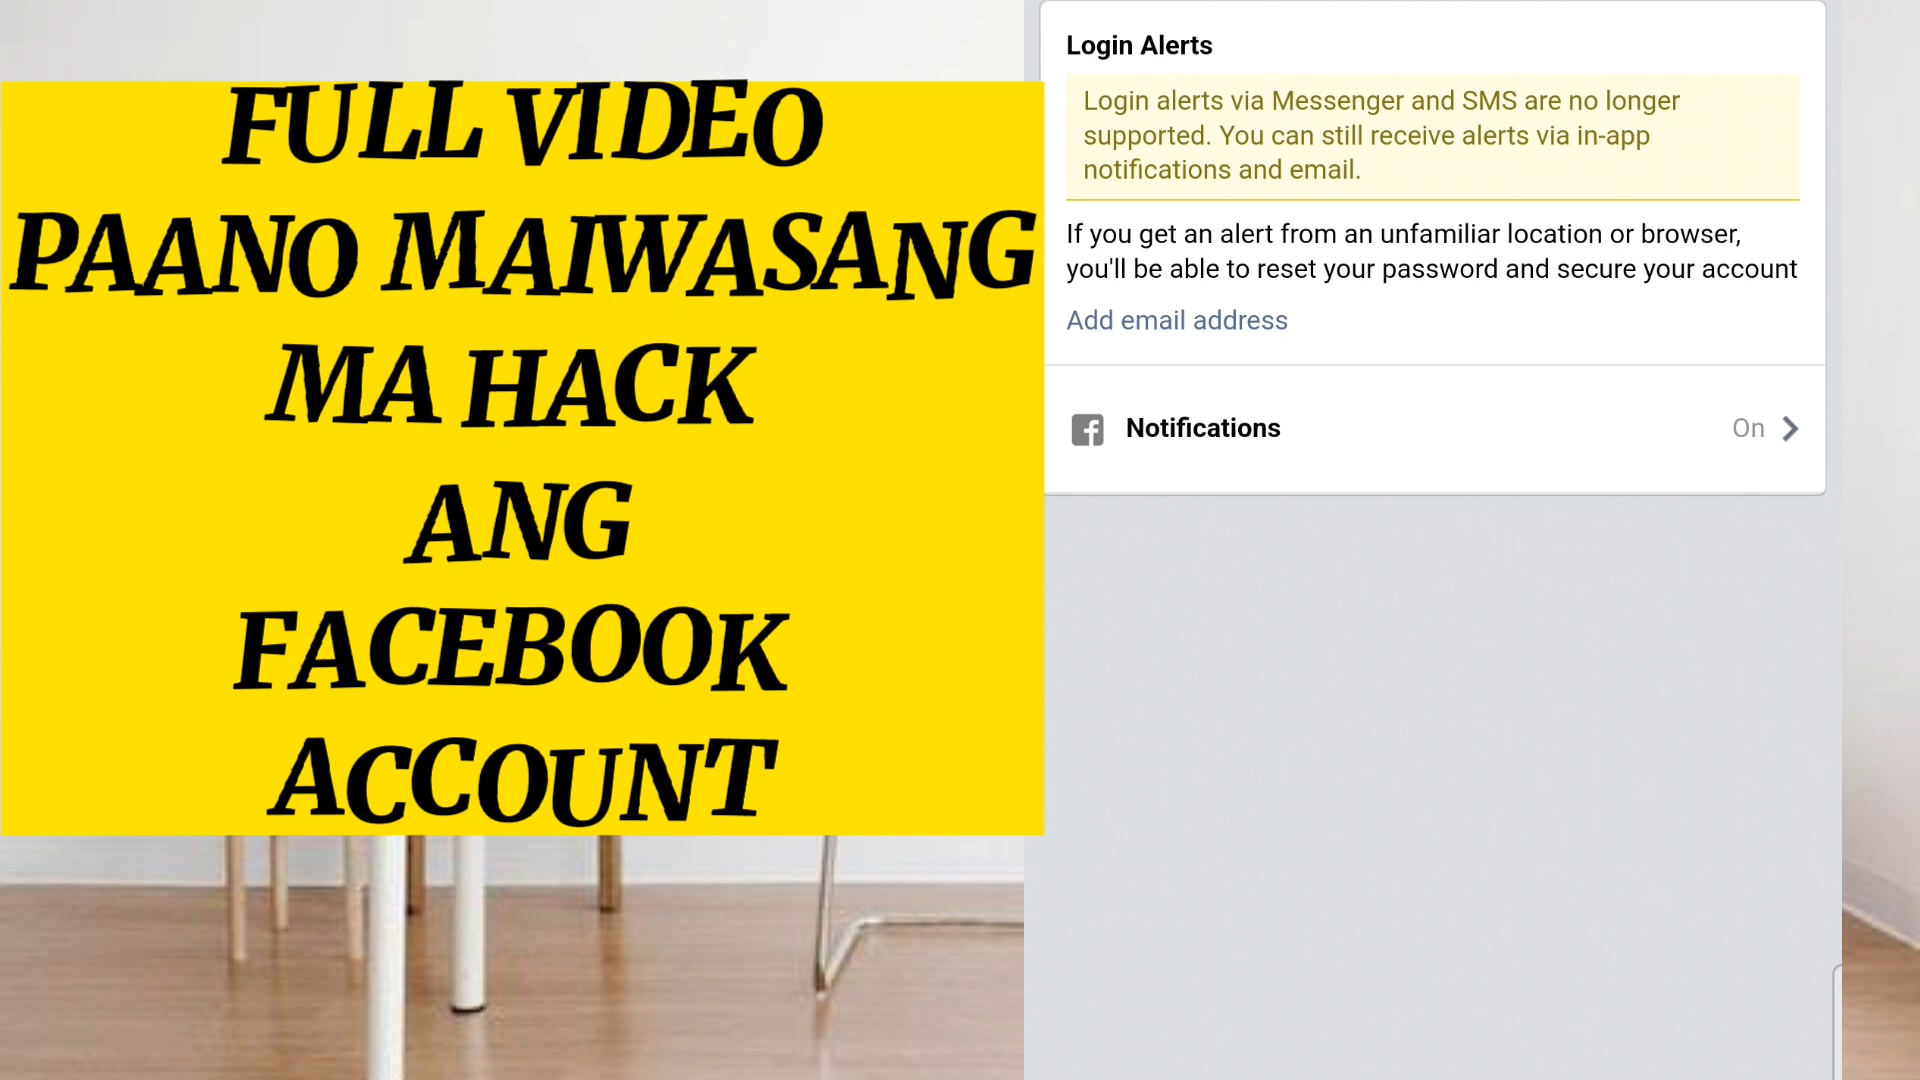 FULL VIDEO
PAANO MAIWASANG
MA HACK
ANG
FACEBOOK
ACCOUNT
Login Alerts
Login alerts via Messenger and SMS are no longer
supported. You can still receive alerts via in-app
notifications and email.
If you get an alert from an unfamiliar location or browser,
you'll be able to reset your password and secure your account
Add email address
Notifications
On